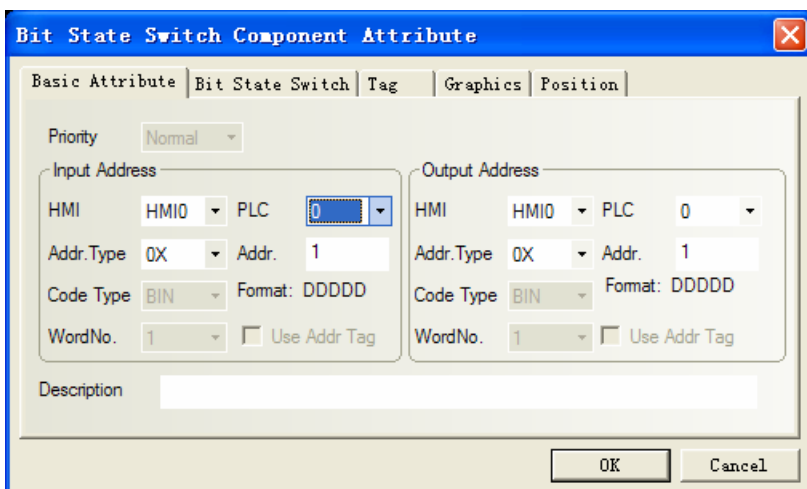 Bit State Switch Component Attribute
Basic Attribute Bit State Switch Tag Graphics Position
Priority Normal
Input Address Output Address
HMI HMI0 PLC 0 HMI HMI0 PLC 0
Addr.Type 0X Addr. 1 Addr.Type 0X Addr. 1
Code Type BIN Format: DDDDD Code Type BIN Format: DDDDD
WordNo. 1 Use Addr Tag WordNo. 1 Use Addr Tag
Description
OK Cancel